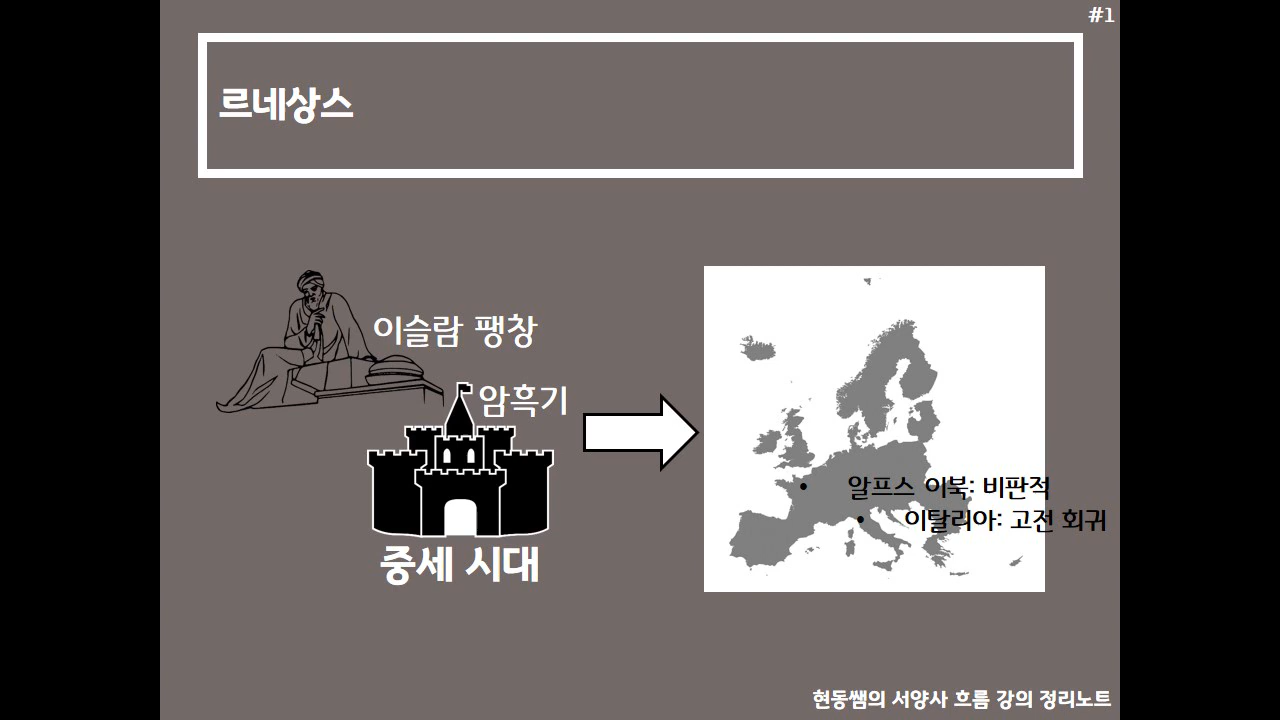 #1
르네상스
이슬람 팽창
암흑기
중세 시대
• 알프스 이북: 비판적
• 이탈리아: 고전 회귀
현동쌤의 서양사 흐름 강의 정리노트